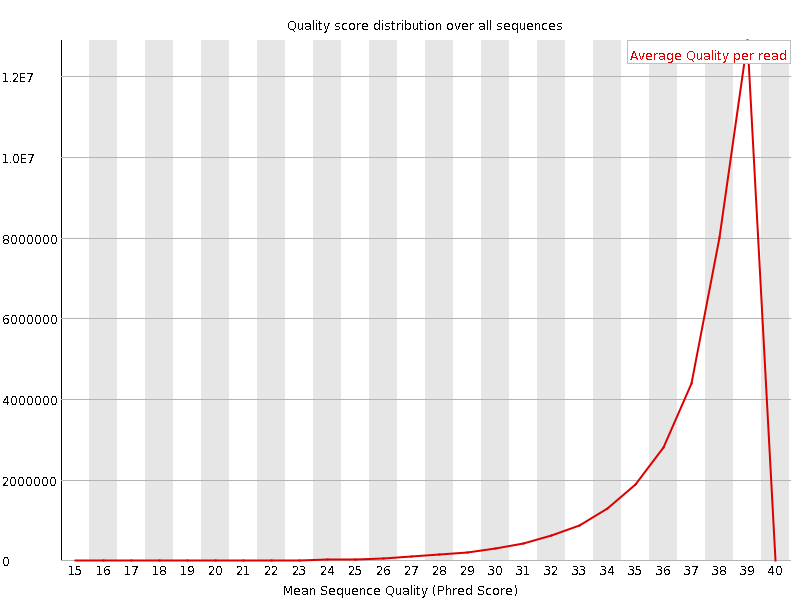 Quality score distribution over all sequences
Average Quality per read
1.2E7
1.0E7
8000000
6000000
4000000
2000000
0
15 16 17 18 19 20 21 22 23 24 25 26 27 28 29 30 31 32 33 34 35 36 37 38 39 40
Mean Sequence Quality (Phred Score)